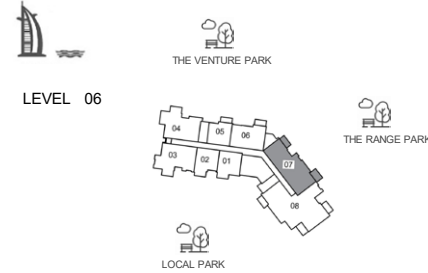 THE VENTURE PARK
LEVEL 06
THE RANGE PARK
04
05
06
03
02
01
07
08
LOCAL PARK